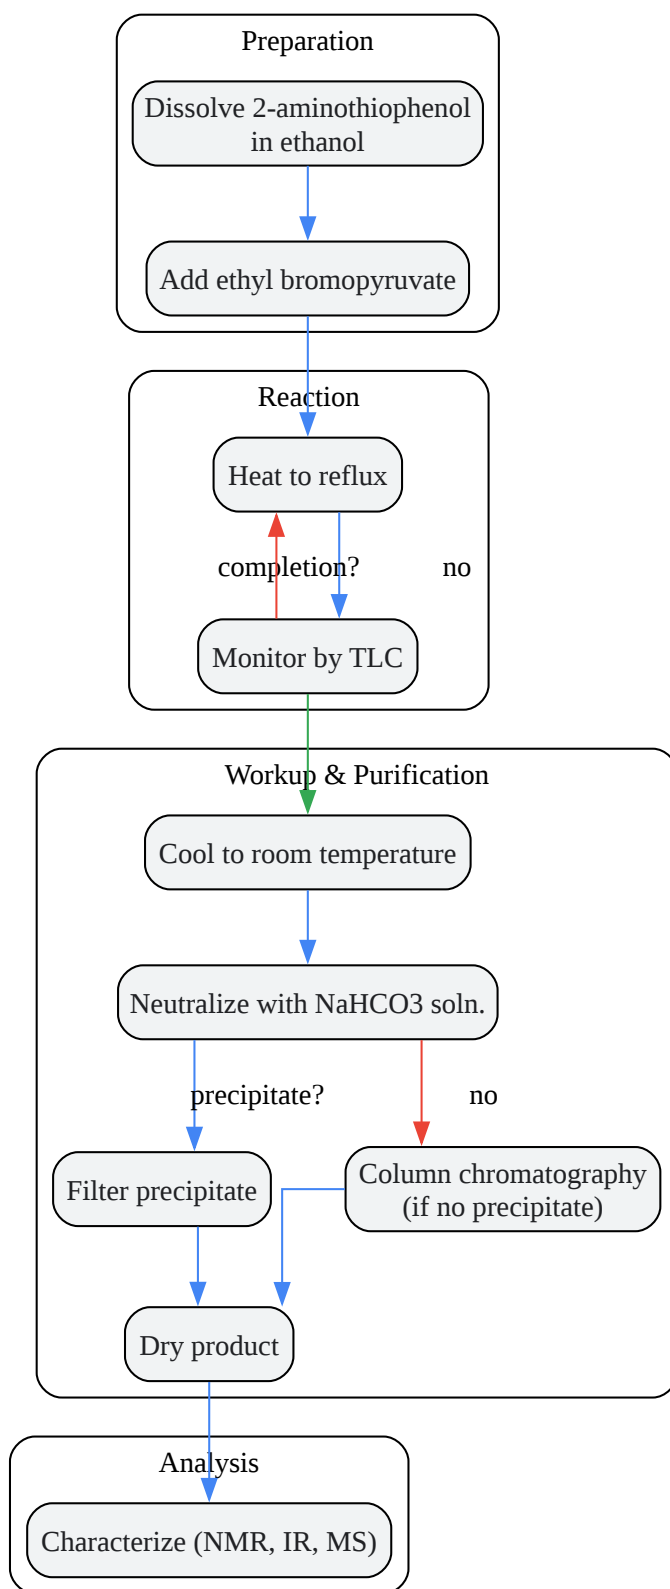 Preparation
Dissolve 2-aminothiophenol
in ethanol
Add ethyl bromopyruvate
Reaction
Heat to reflux
completion?
no
Monitor by TLC
Workup & Purification
Cool to room temperature
Neutralize with NaHCO3 soln.
precipitate?
no
Filter precipitate
Column chromatography
(if no precipitate)
Dry product
Analysis
Characterize (NMR, IR, MS)